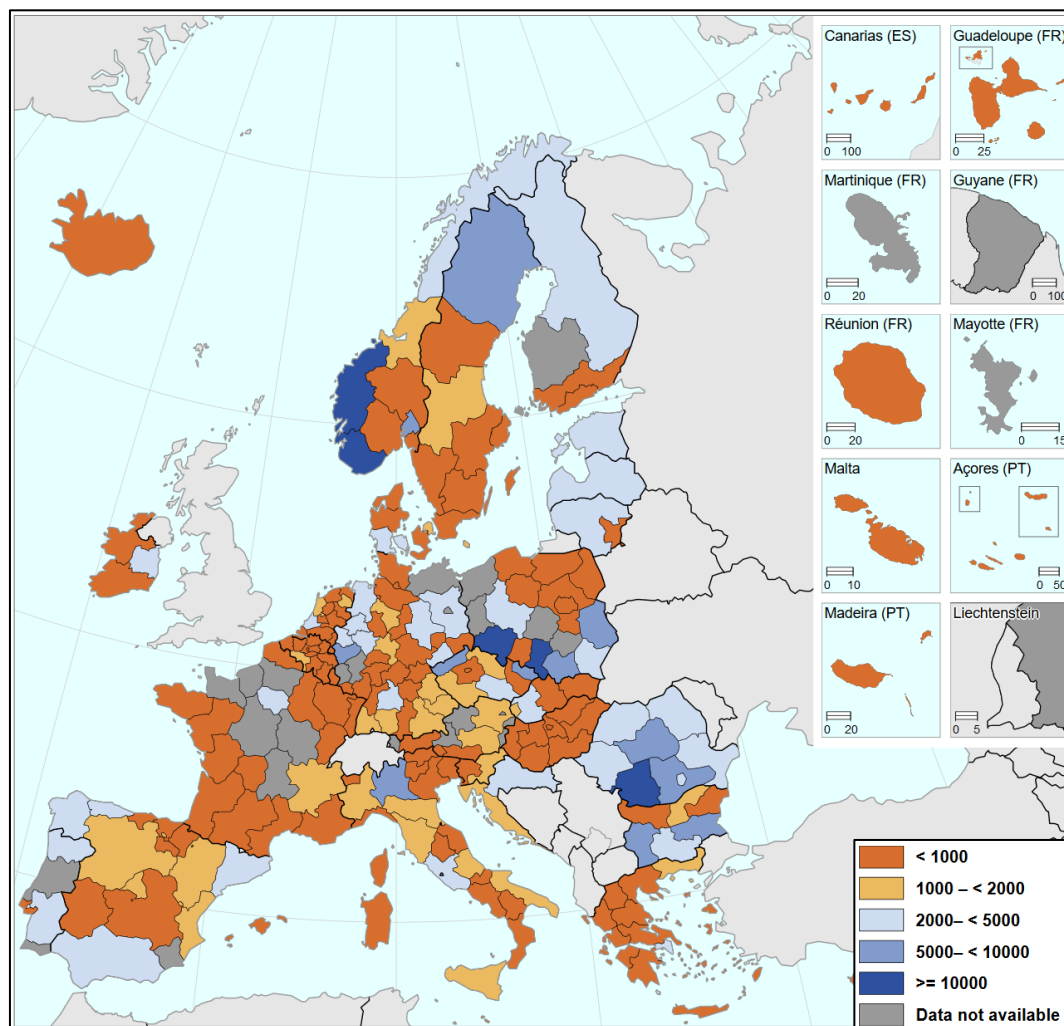 Canarias (ES)
0 100
Guadeloupe (FR)
0 25
Martinique (FR)
0 20
Guyane (FR)
0 100
Réunion (FR)
0 20
Mayotte (FR)
0 15
Malta
0 10
Açores (PT)
0 50
Madeira (PT)
0 20
Liechtenstein
0 5
< 1000
1000 – < 2000
2000– < 5000
5000– < 10000
>= 10000
Data not available